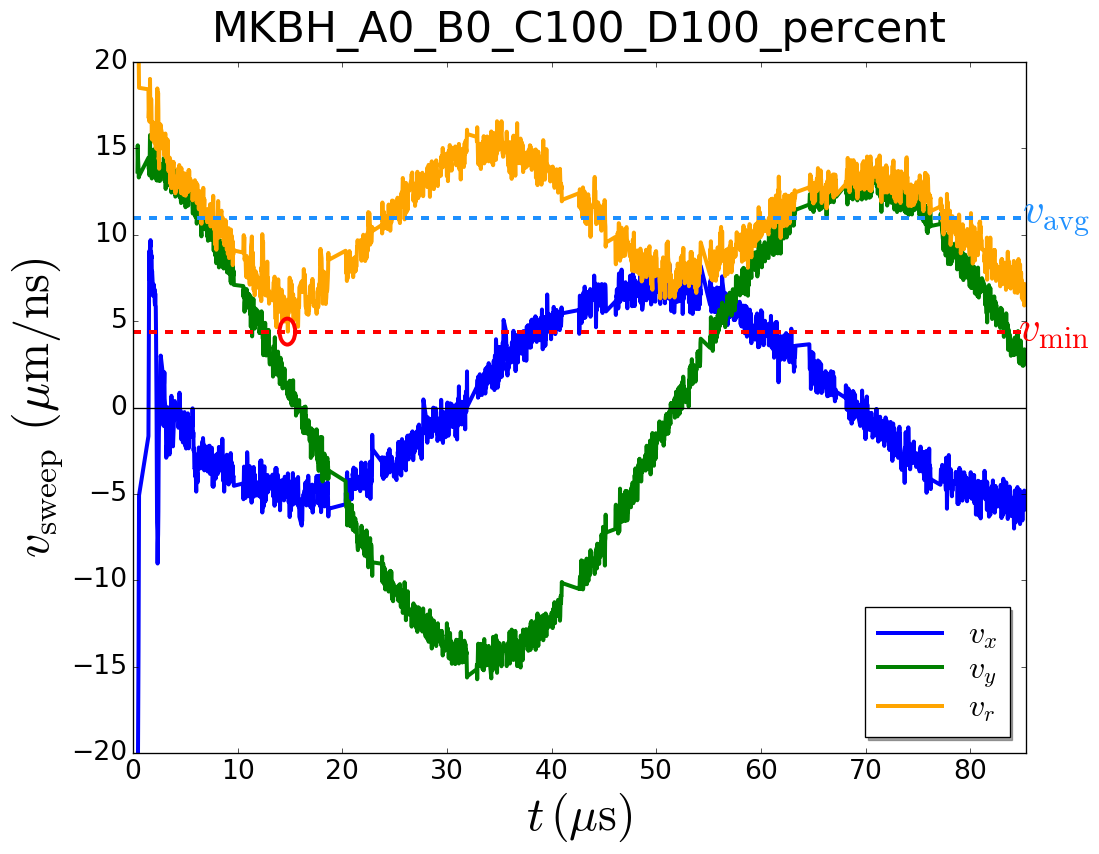 MKBH_A0_B0_C100_D100_percent
20
15
10
5
0
−5
−10
−15
−20
v_sweep (μm/ns)
v_avg
v_min
v_x
v_y
v_r
0 10 20 30 40 50 60 70 80
t (μs)